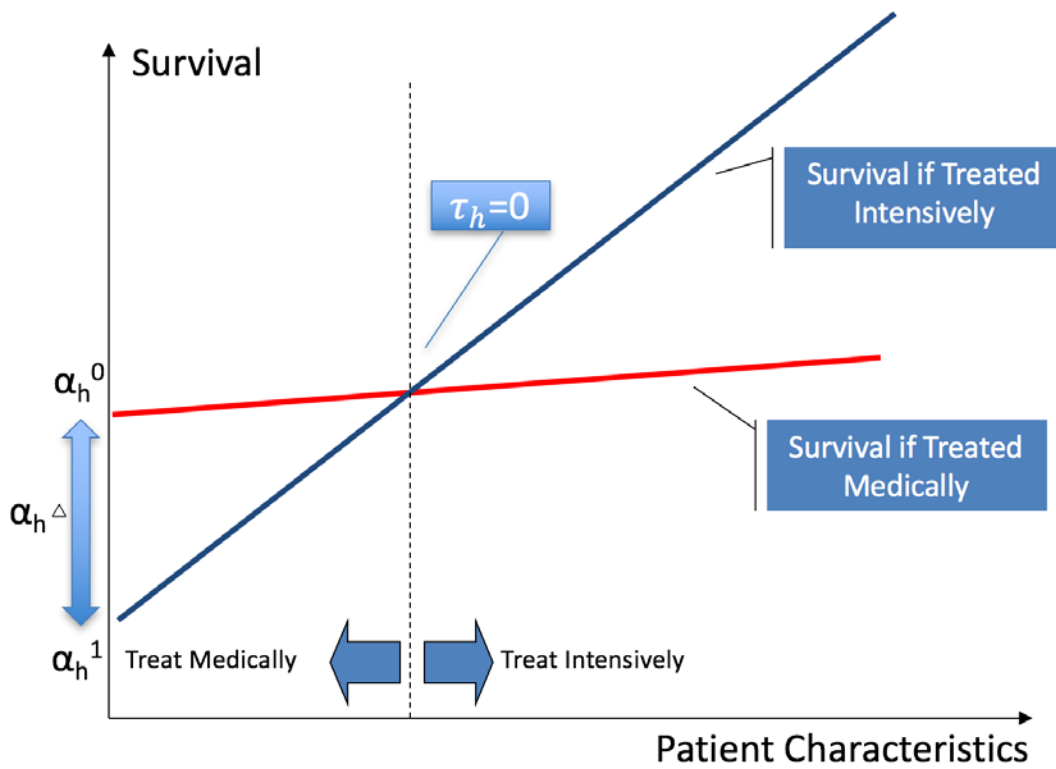 Survival
τₕ=0
Survival if Treated
Intensively
αₕ⁰
Survival if Treated
Medically
αₕ△
αₕ¹
Treat Medically
Treat Intensively
Patient Characteristics